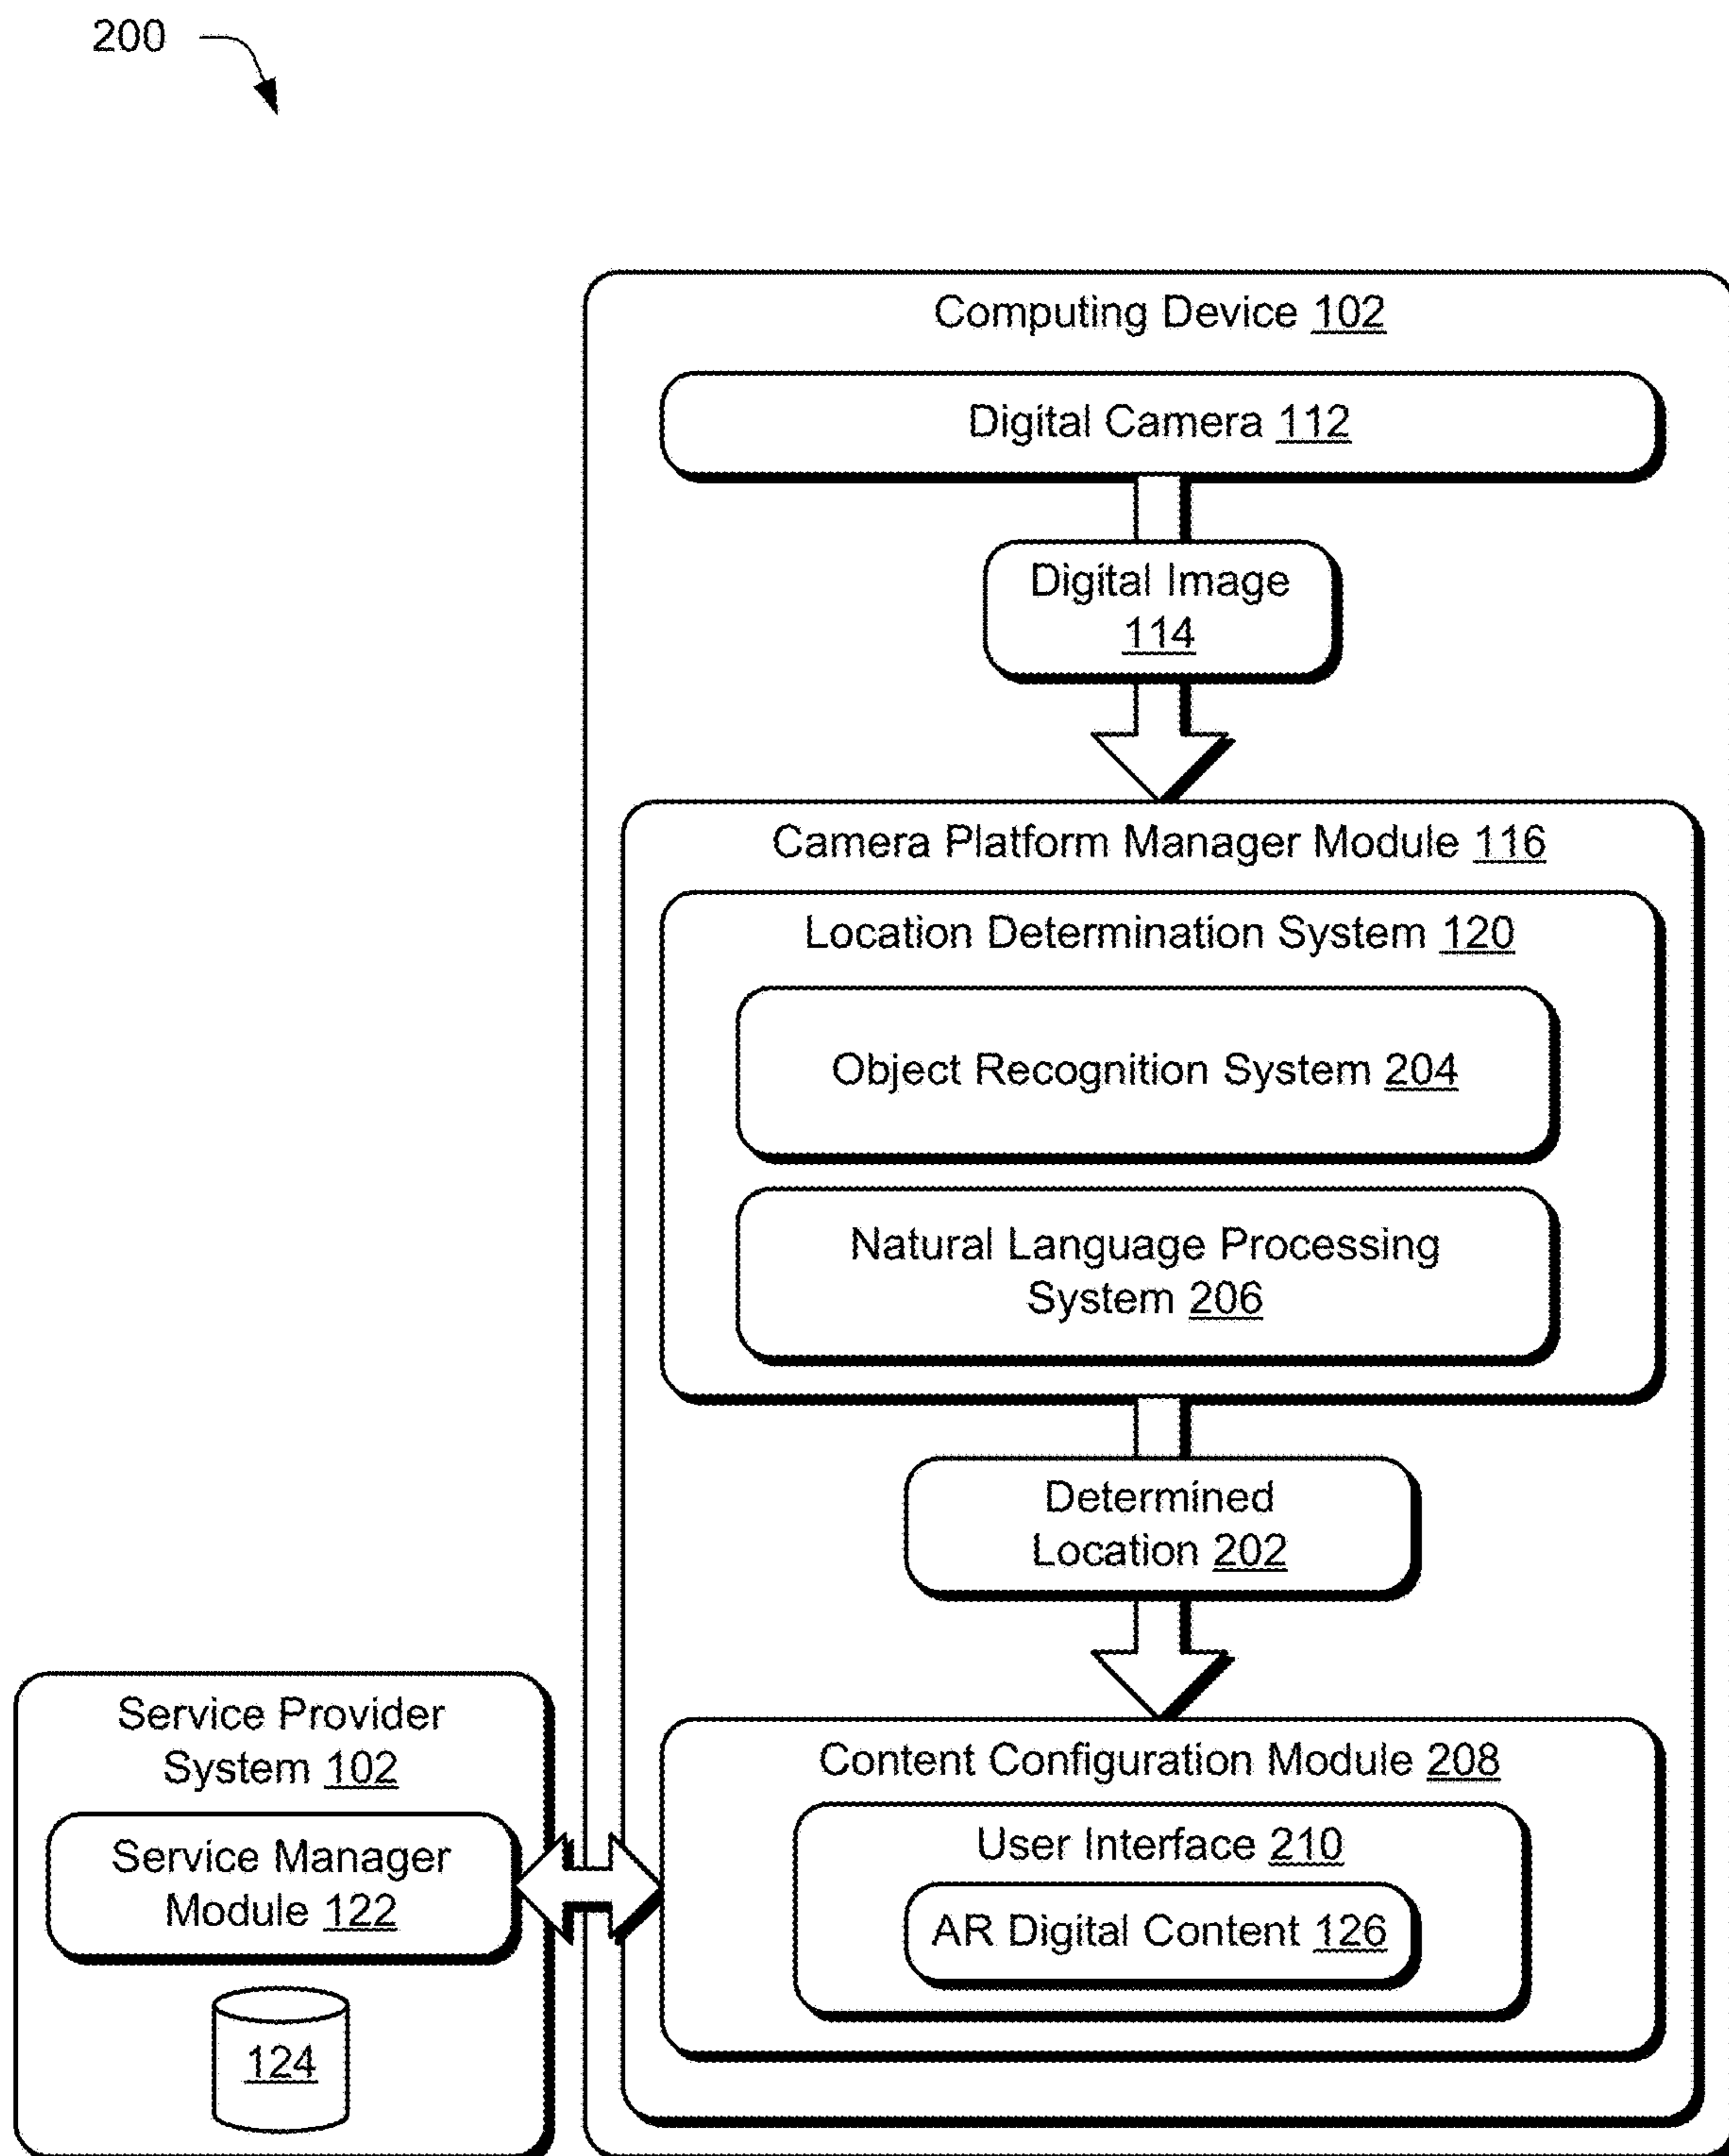 200
Computing Device 102
Digital Camera 112
Digital Image
114
Camera Platform Manager Module 116
Location Determination System 120
Object Recognition System 204
Natural Language Processing
System 206
Determined
Location 202
Service Provider
System 102
Service Manager
Module 122
124
Content Configuration Module 208
User Interface 210
AR Digital Content 126